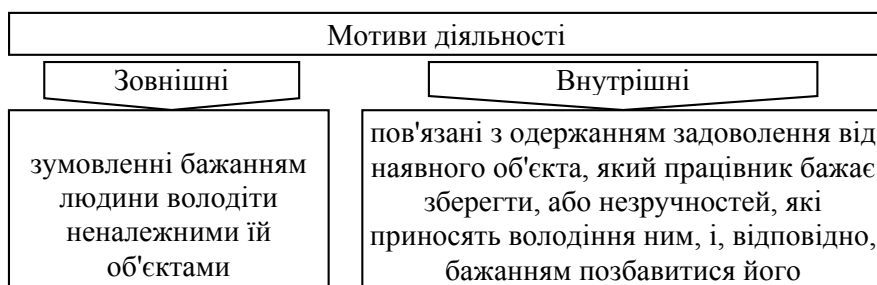 Мотиви діяльності
Зовнішні
Внутрішні
зумовленні бажанням
людини володіти
неналежними їй
об'єктами
пов'язані з одержанням задоволення від
наявного об'єкта, який працівник бажає
зберегти, або незручностей, які
приносять володіння ним, і, відповідно,
бажанням позбавитися його